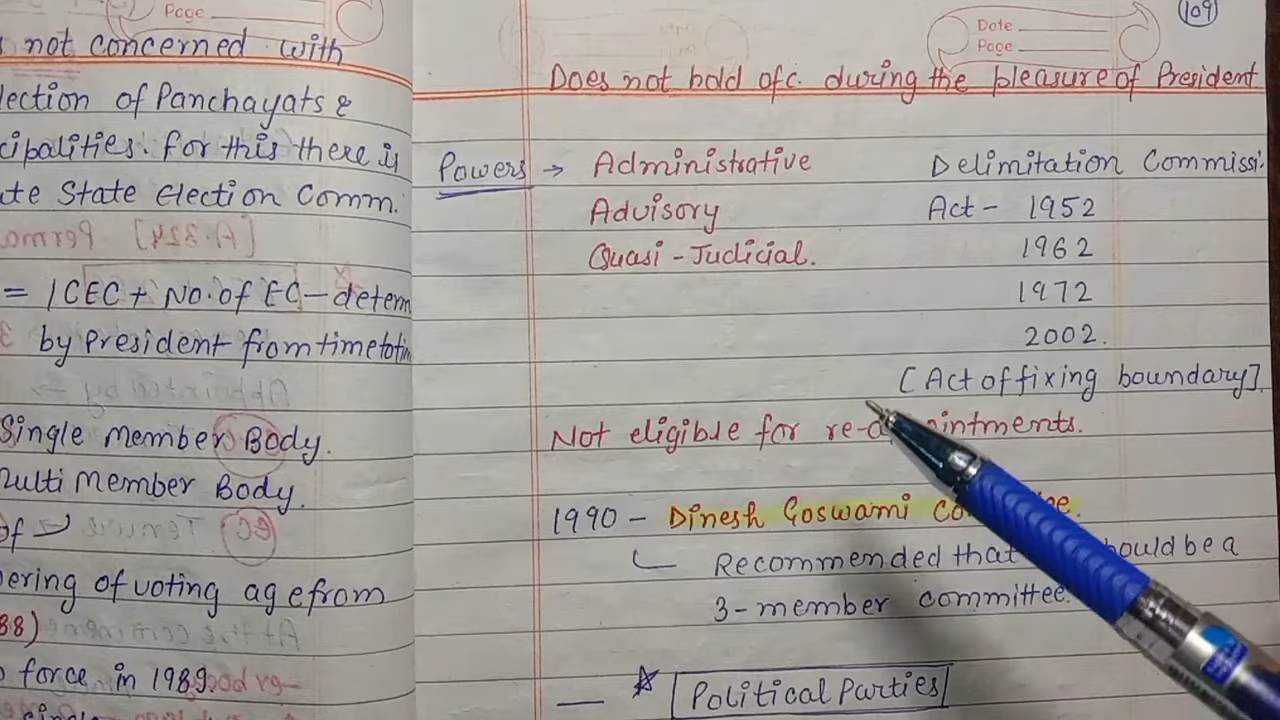 Page
not concerned with
lection of Panchayats &
cipalities. For this there is
te State Election Comm.
= 1CEC + No. of EC - determ
by President from time to tim
Single member Body.
Multi Member Body.
of
ering of voting age from
88)
force in 1989.
109
Date
Page
Does not hold ofc. during the pleasure of President
Powers → Administrative
Advisory
Quasi-Judicial.
Delimitation Commissi.
Act - 1952
1962
1972
2002.
[Act of fixing boundary]
Not eligible for re-a ointments.
1990 - Dinesh Goswami Co
Recommended that ould be a
3-member committee.
Political Parties